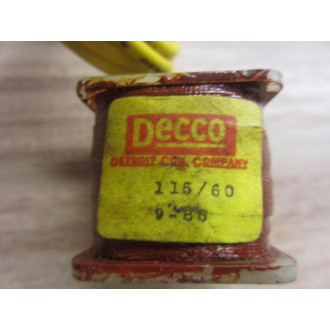 Decco
DETROIT COIL COMPANY
115/60
9-86